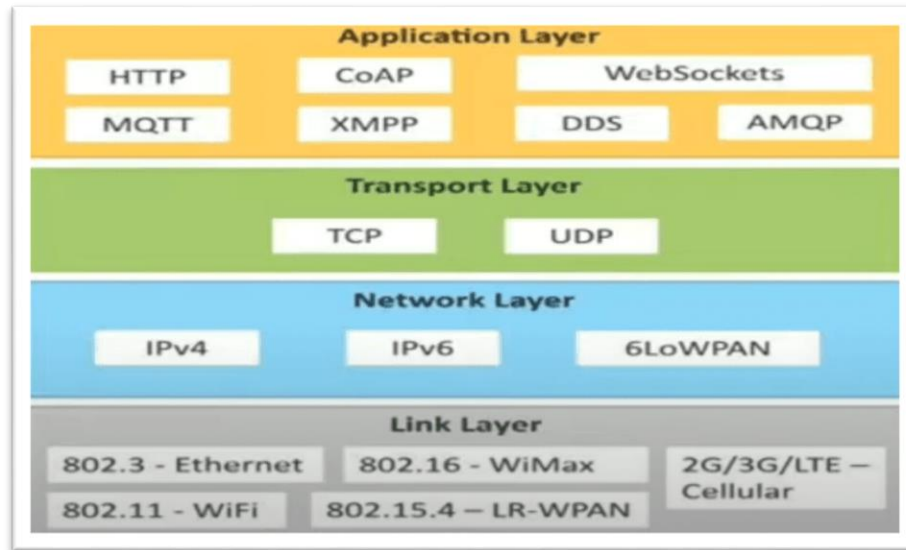 Application Layer
HTTP CoAP WebSockets
MQTT XMPP DDS AMQP
Transport Layer
TCP UDP
Network Layer
IPv4 IPv6 6LoWPAN
Link Layer
802.3 - Ethernet 802.16 - WiMax 2G/3G/LTE –
Cellular
802.11 - WiFi 802.15.4 – LR-WPAN